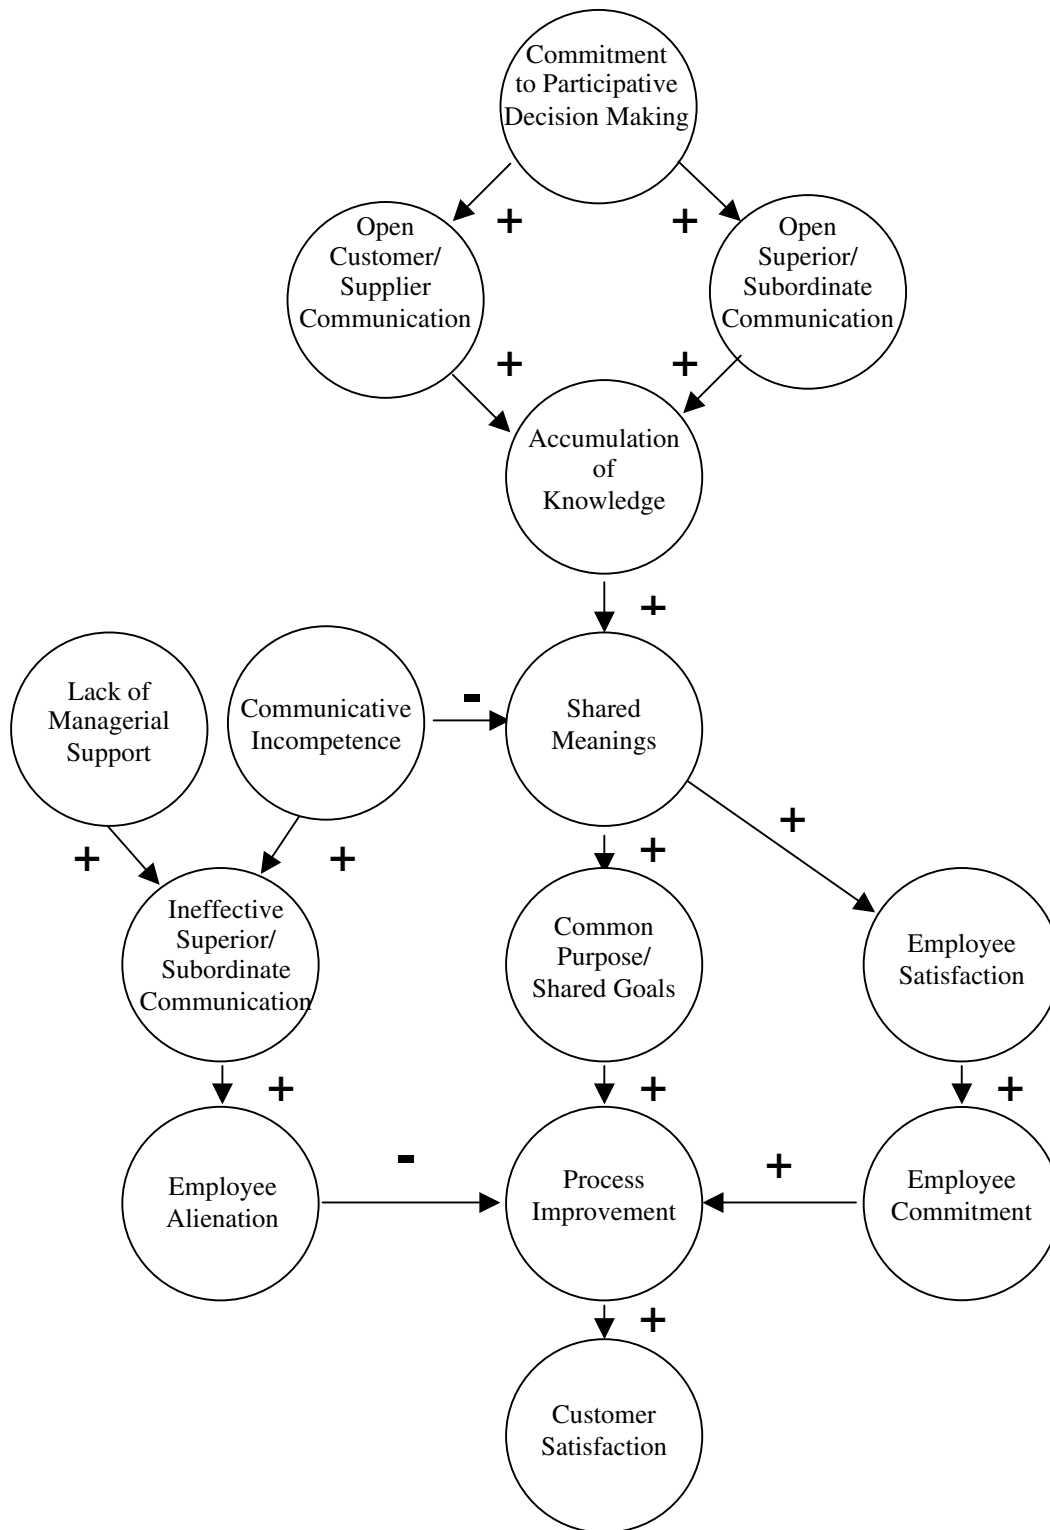 Commitment
to Participative
Decision Making
+
+
Open
Customer/
Supplier
Communication
Open
Superior/
Subordinate
Communication
+
+
Accumulation
of
Knowledge
+
Lack of
Managerial
Support
Communicative
Incompetence
-
Shared
Meanings
+
+
+
+
Ineffective
Superior/
Subordinate
Communication
Common
Purpose/
Shared Goals
Employee
Satisfaction
+
+
+
Employee
Alienation
-
Process
Improvement
+
Employee
Commitment
+
Customer
Satisfaction